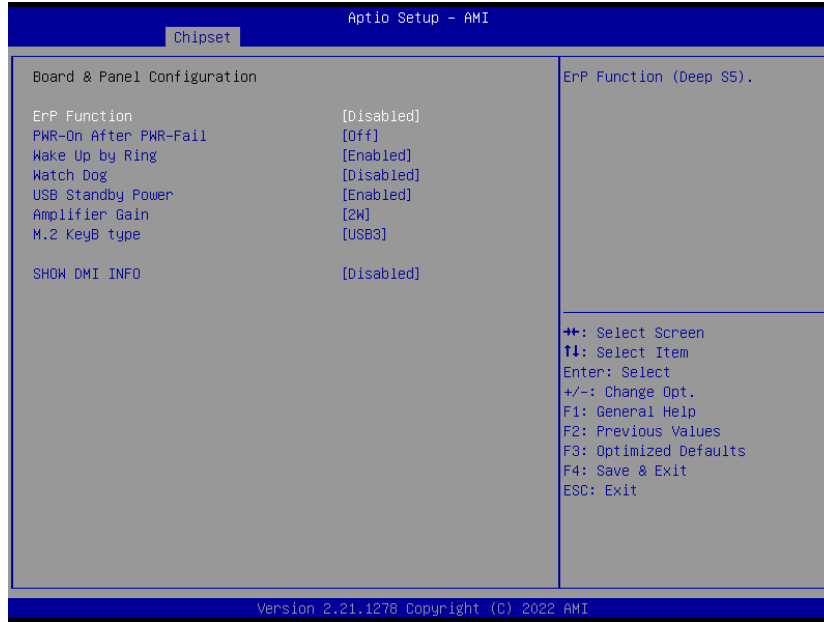 Aptio Setup – AMI
Chipset
Board & Panel Configuration
ErP Function [Disabled]
PWR-On After PWR-Fail [Off]
Wake Up by Ring [Enabled]
Watch Dog [Disabled]
USB Standby Power [Enabled]
Amplifier Gain [2W]
M.2 KeyB type [USB3]
SHOW DMI INFO [Disabled]
ErP Function (Deep S5).
→←: Select Screen
↑↓: Select Item
Enter: Select
+/-: Change Opt.
F1: General Help
F2: Previous Values
F3: Optimized Defaults
F4: Save & Exit
ESC: Exit
Version 2.21.1278 Copyright (C) 2022 AMI